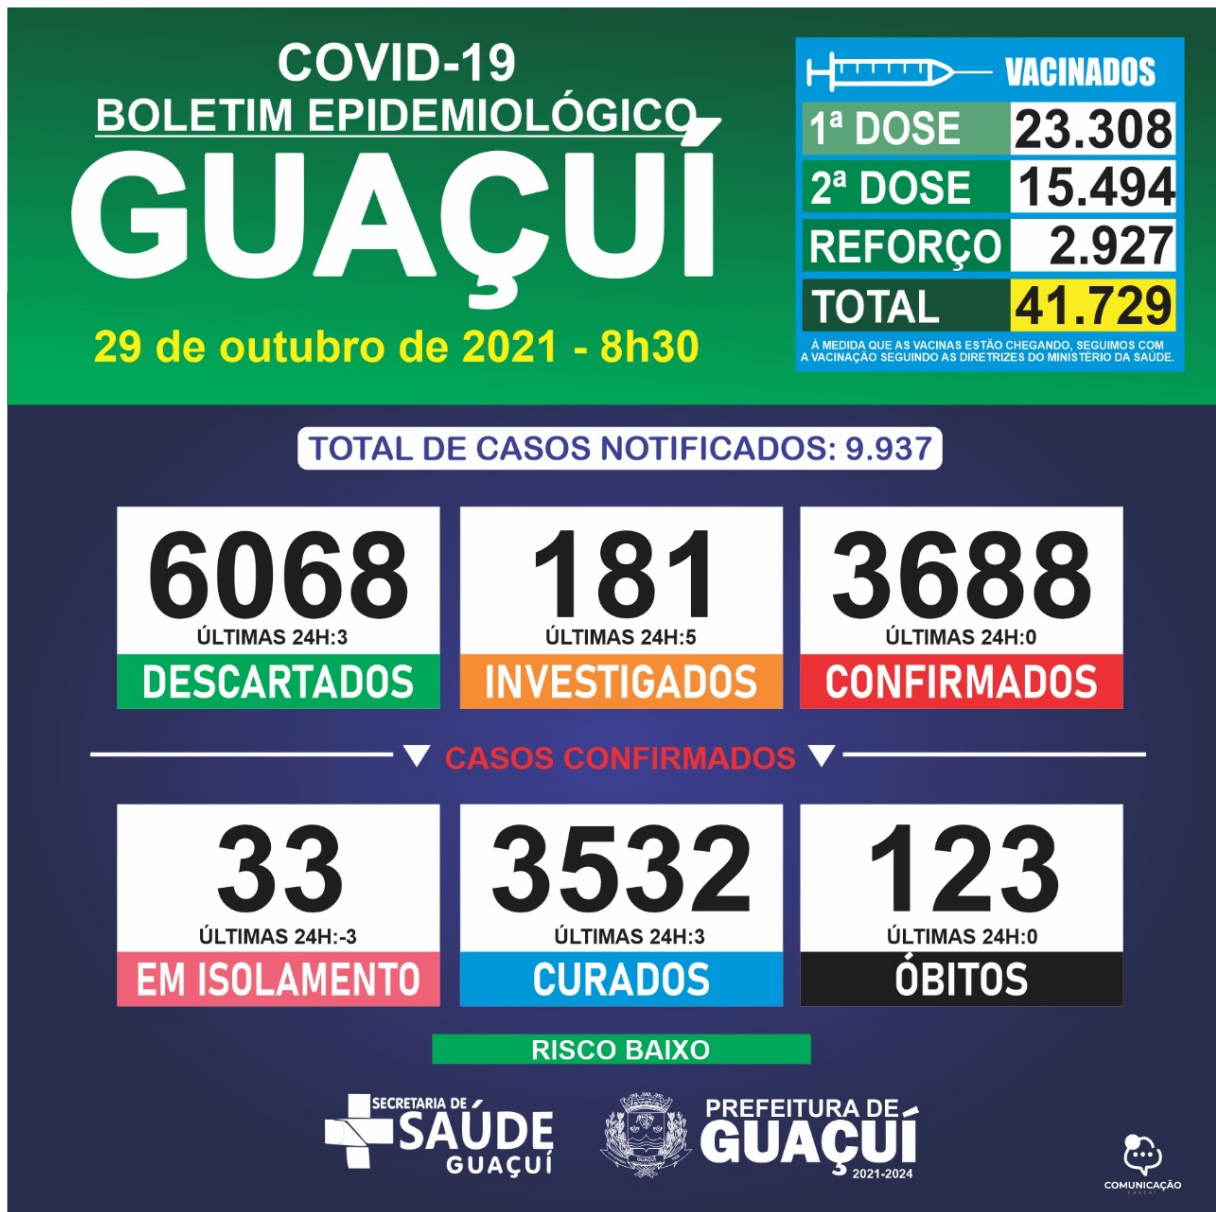 COVID-19
BOLETIM EPIDEMIOLÓGICO
GUAÇUÍ
29 de outubro de 2021 - 8h30
VACINADOS
1ª DOSE 23.308
2ª DOSE 15.494
REFORÇO 2.927
TOTAL 41.729
À MEDIDA QUE AS VACINAS ESTÃO CHEGANDO, SEGUIMOS COM
A VACINAÇÃO SEGUINDO AS DIRETRIZES DO MINISTÉRIO DA SAÚDE.
TOTAL DE CASOS NOTIFICADOS: 9.937
6068
ÚLTIMAS 24H:3
DESCARTADOS
181
ÚLTIMAS 24H:5
INVESTIGADOS
3688
ÚLTIMAS 24H:0
CONFIRMADOS
CASOS CONFIRMADOS
33
ÚLTIMAS 24H:-3
EM ISOLAMENTO
3532
ÚLTIMAS 24H:3
CURADOS
123
ÚLTIMAS 24H:0
ÓBITOS
RISCO BAIXO
SECRETARIA DE
SAÚDE
GUAÇUÍ
GUAÇUÍ
PREFEITURA DE
GUAÇUÍ
2021-2024
COMUNICAÇÃO
GUAÇUÍ